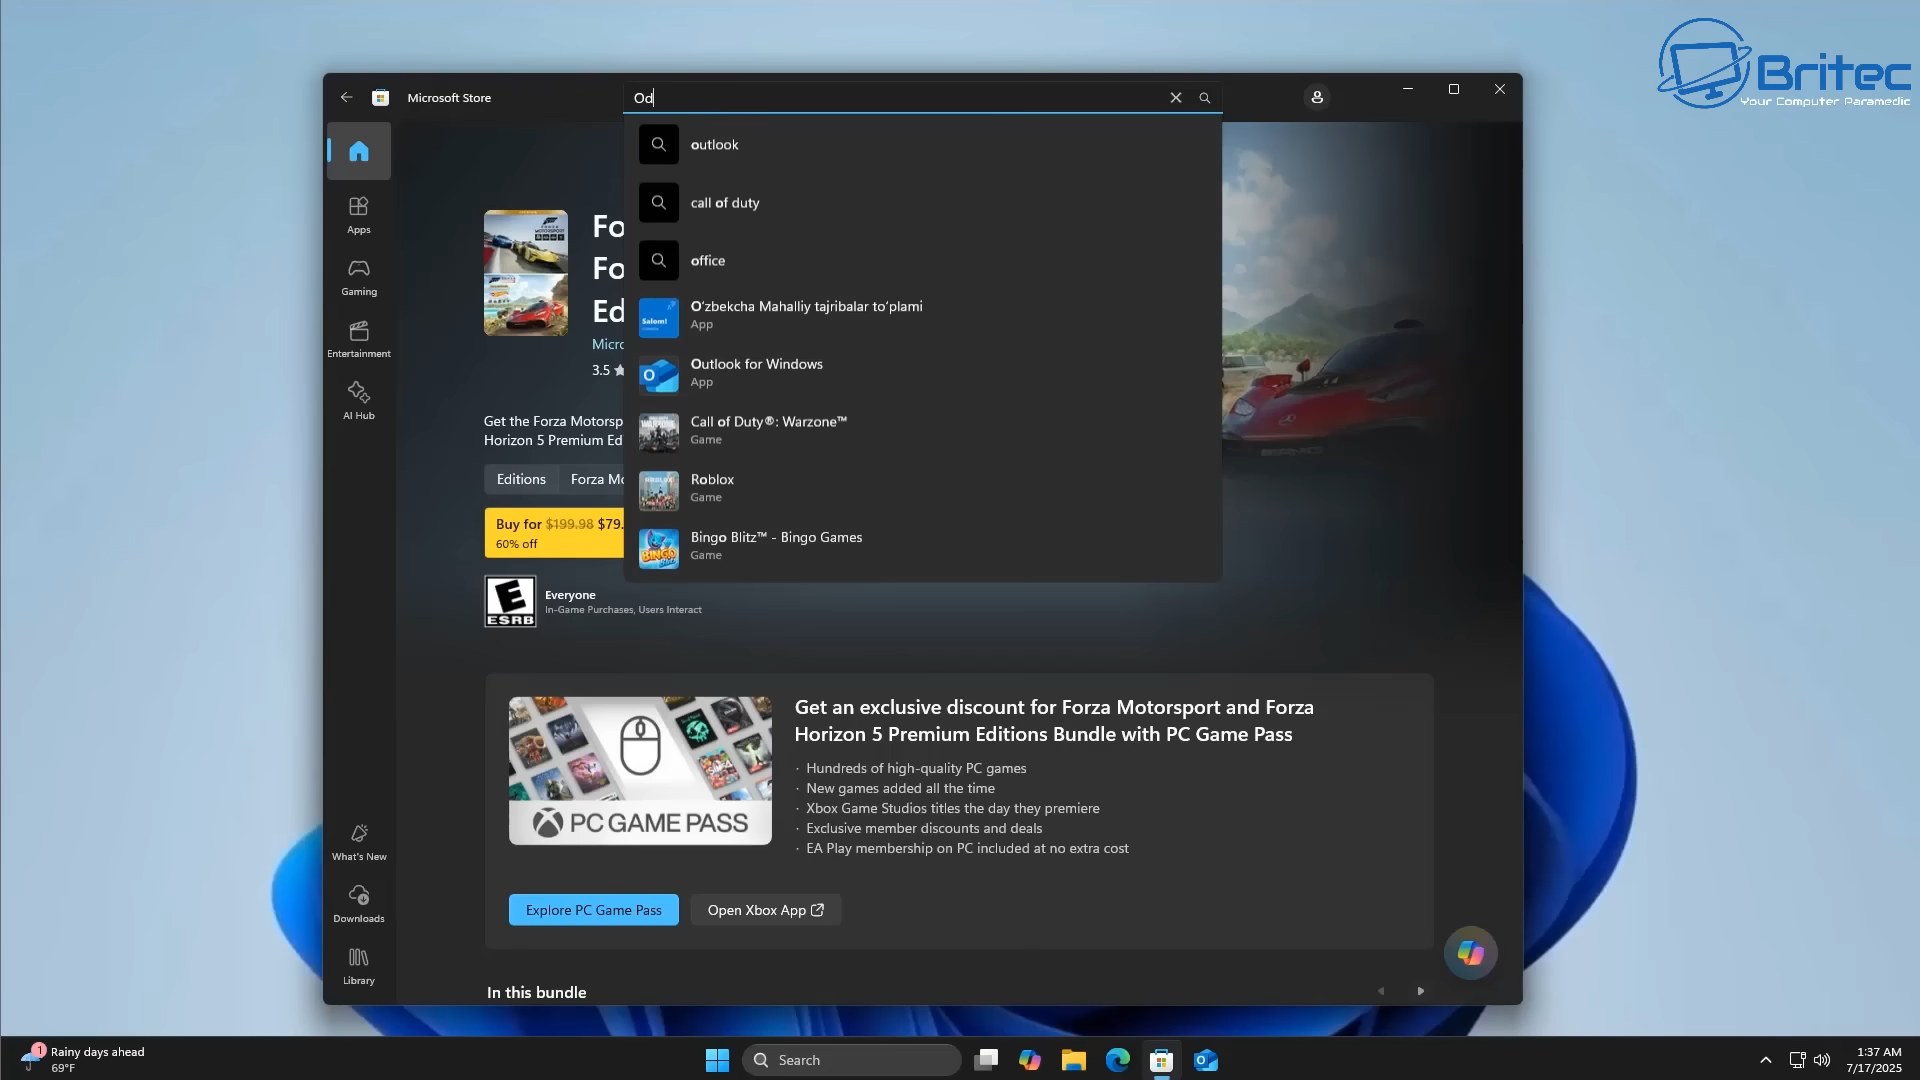 Britec
Your Computer Paramedic
Microsoft Store
Od
outlook
call of duty
office
Salom!
Oʻzbekcha Mahalliy tajribalar toʻplami
App
Outlook for Windows
App
Call of Duty®: Warzone™
Game
Roblox
Game
BINGO
Bingo Blitz™ - Bingo Games
Game
Apps
Gaming
Entertainment
AI Hub
What's New
Downloads
Library
Fo
Fo
Ed
Micro
3.5 ★
Get the Forza Motorsp
Horizon 5 Premium Ed
Editions
Forza Mo
Buy for $199.98 $79.
60% off
E
ESRB
Everyone
In-Game Purchases, Users Interact
PC GAME PASS
Get an exclusive discount for Forza Motorsport and Forza
Horizon 5 Premium Editions Bundle with PC Game Pass
· Hundreds of high-quality PC games
· New games added all the time
· Xbox Game Studios titles the day they premiere
· Exclusive member discounts and deals
· EA Play membership on PC included at no extra cost
Explore PC Game Pass
Open Xbox App
In this bundle
1
Rainy days ahead
69°F
Search
1:37 AM
7/17/2025